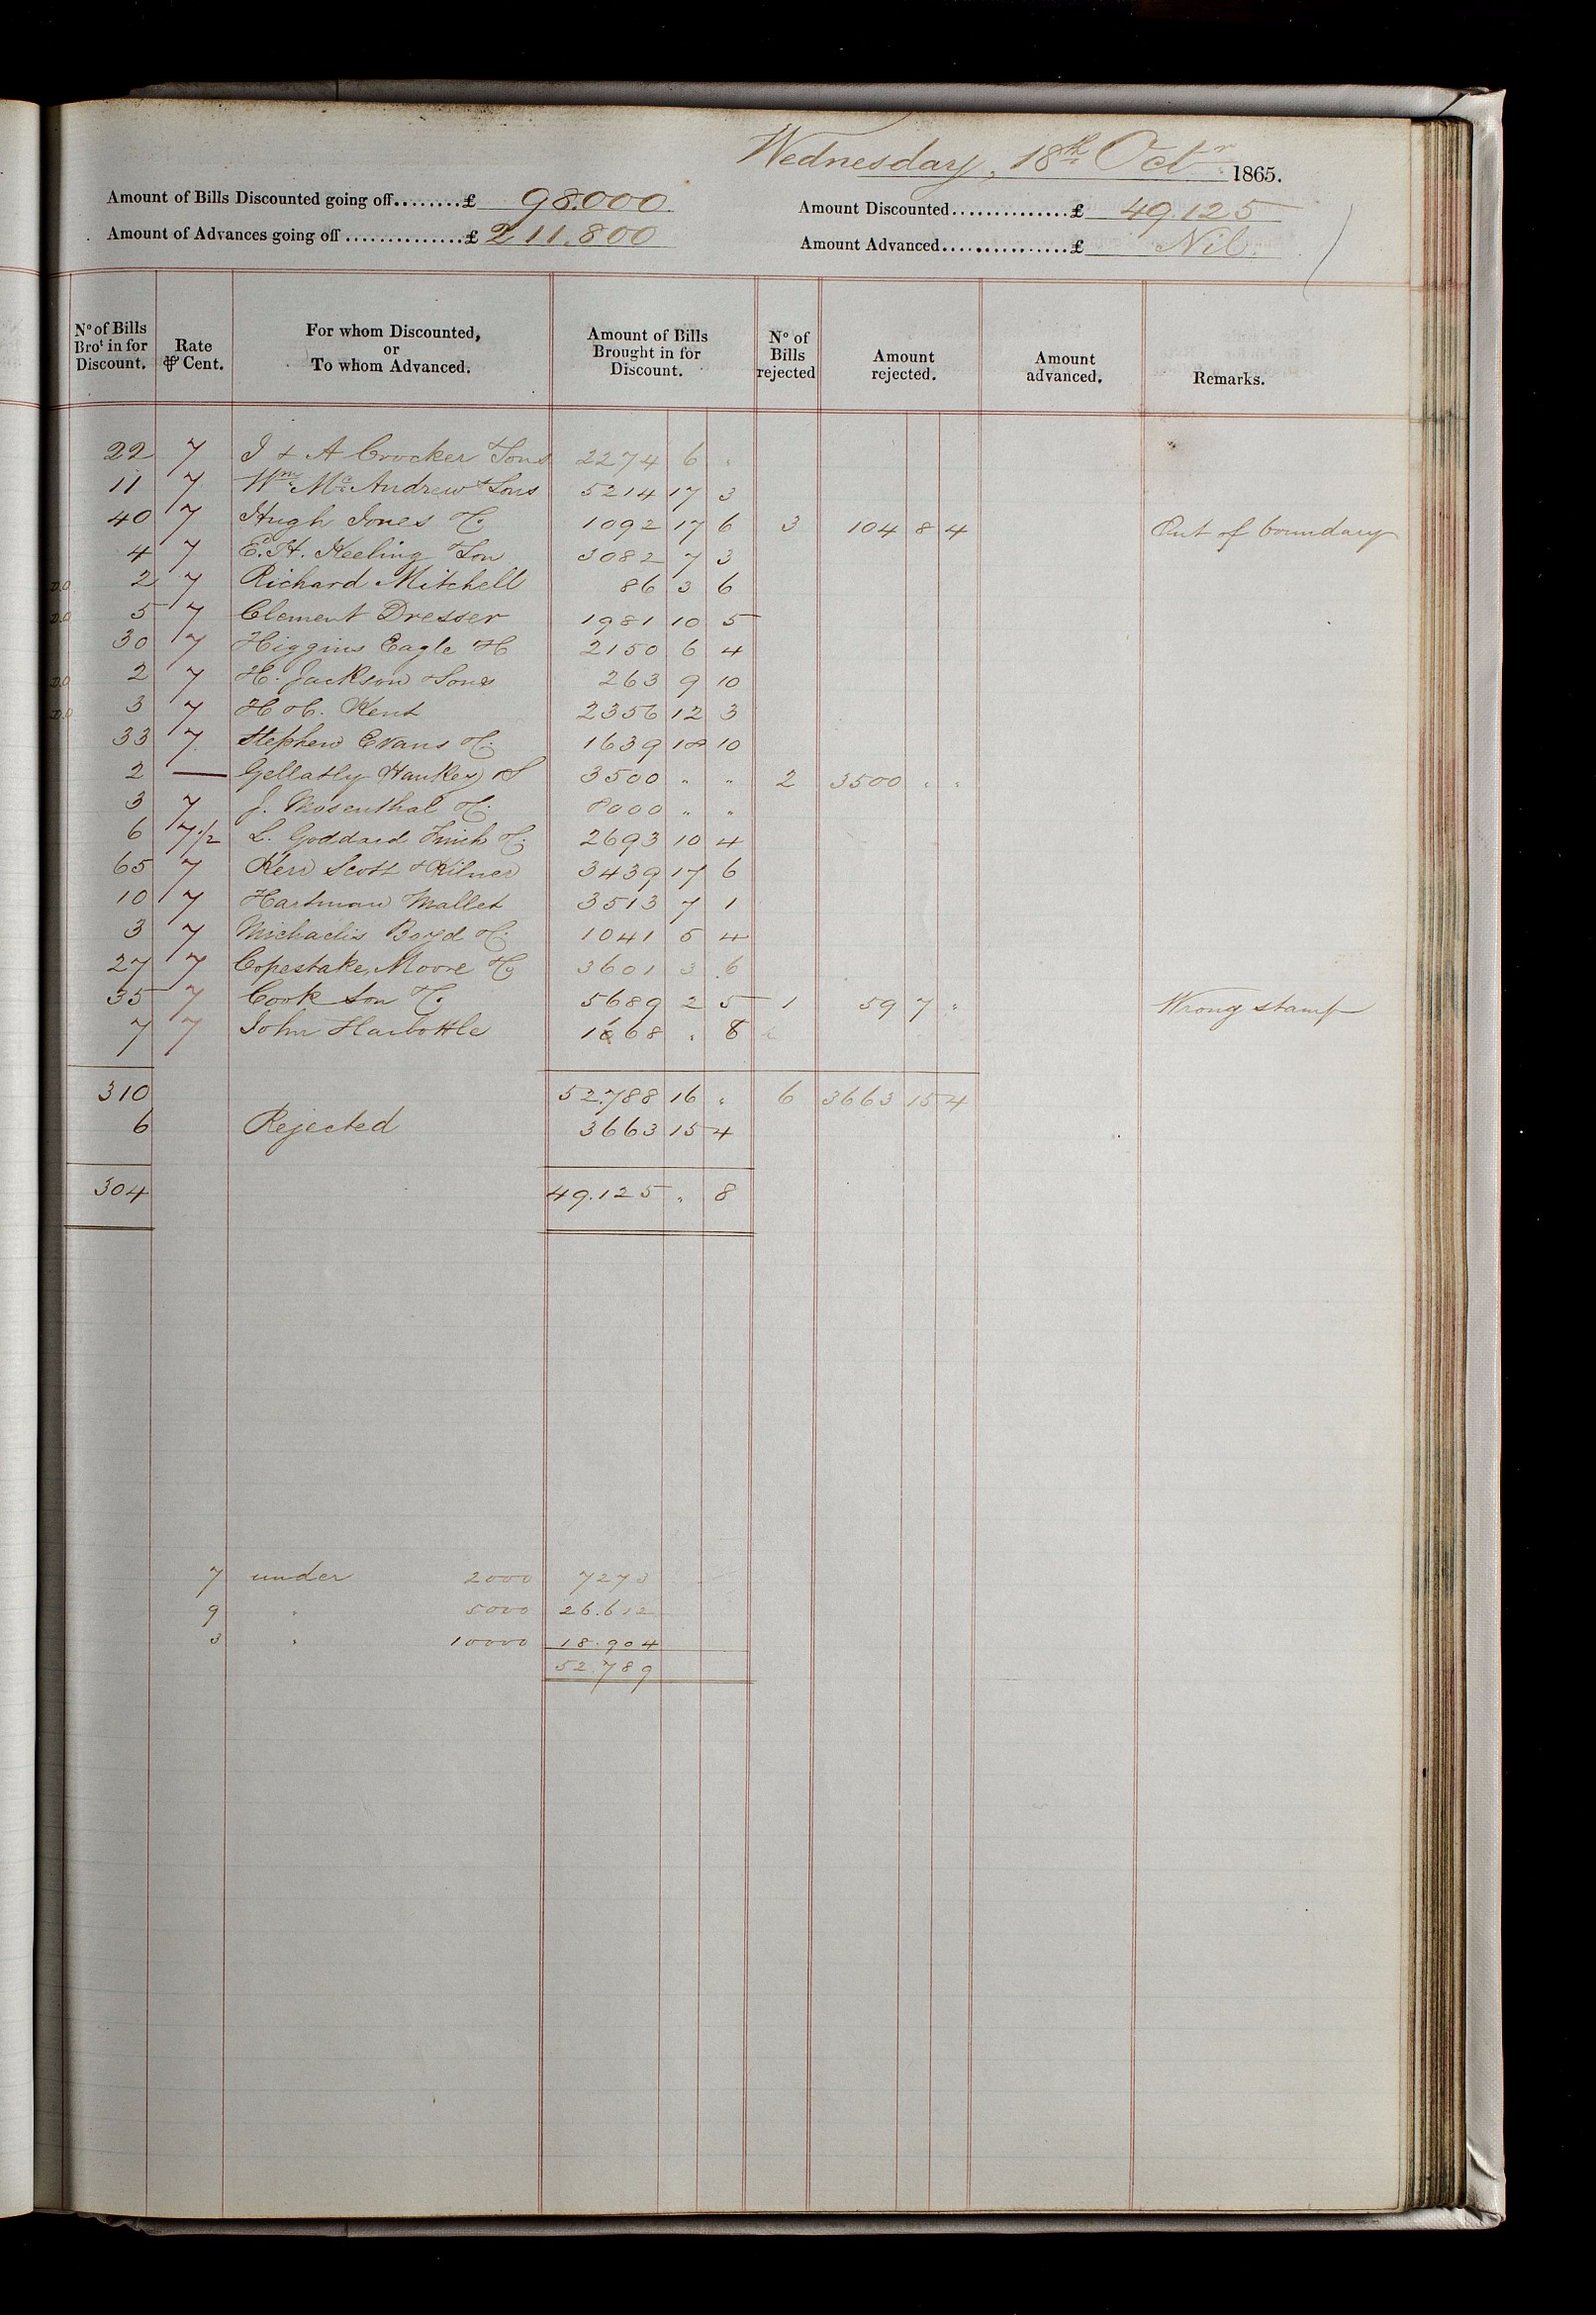 Wednesday, 18th Octr 1865.
Amount of Bills Discounted going off........£ 98.000
Amount Discounted..............£ 49.125
Amount of Advances going off...............£ 211.800
Amount Advanced...............£ Nil.
No of Bills Brot in for Discount. Rate ⅌ Cent. For whom Discounted, or To whom Advanced. Amount of Bills Brought in for Discount. No of Bills rejected Amount rejected. Amount advanced. Remarks.
22 7 J & A Crocker & Sons 2274 6 "
11 7 Wm Mc Andrew & Sons 5214 17 3
40 7 Hugh Jones & Co 1092 17 6 3 104 8 4 Out of boundary
4 7 E. H. Keeling & Son 3082 7 3
D.A 2 7 Richard Mitchell 86 3 6
D.A 5 7 Clement Dresser 1981 10 5
30 7 Higgins Eagle & Co 2150 6 4
D.A 2 7 H. Jackson & Sons 263 9 10
D.A 3 7 H & C. Kent 2356 12 3
33 7 Stephen Evans & Co 1639 18 10
2 — Gellatly Hankey & S 3500 " " 2 3500 " "
3 7 J. Mosenthal & Co 8000 " "
6 7.1/2 L. Goddard Finch & Co 2693 10 4
65 7 Kerr Scott & Kilner 3439 17 6
10 7 Hartman Mallet 3513 7 1
3 7 Michaelis Boyd & Co 1041 5 4
27 7 Copestake, Moore & Co 3601 3 6
35 7 Cook Son & Co 5689 2 5 1 59 7 " Wrong stamp
7 7 John Harbottle 1168 " 8
310 52.788 16 " 6 3663 15 4
6 Rejected 3663 15 4
304 49.125 " 8
7 under 2000 7273
9 " 5000 26.612
3 " 10000 18.904
52.789